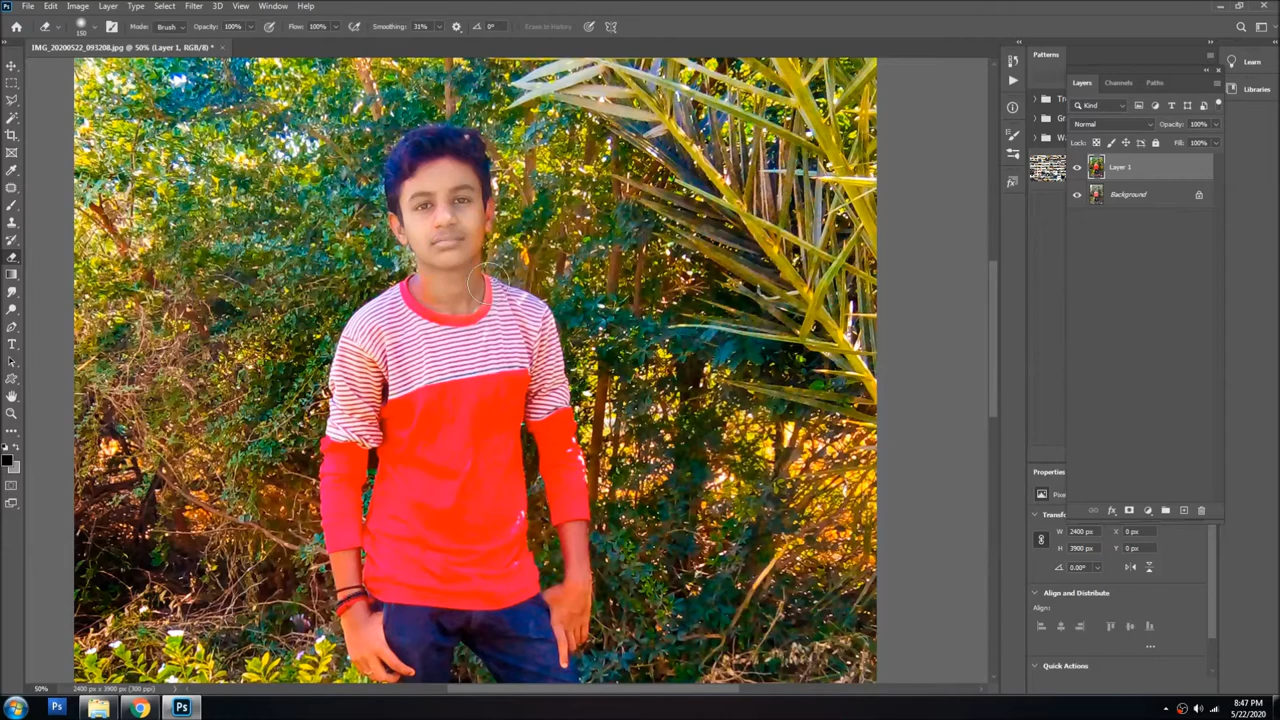 Ps File Edit Image Layer Type Select Filter 3D View Window Help
150 Mode: Brush Opacity: 100% Flow: 100% Smoothing: 31% 0° Erase to History
IMG_20200522_093208.jpg @ 50% (Layer 1, RGB/8) * ×
Patterns
Learn
Libraries
Layers Channels Paths
Kind
Normal Opacity: 100%
Lock: Fill: 100%
Layer 1
Background
Properties
Transform
W 2400 px X 0 px
H 3900 px Y 0 px
0.00°
Align and Distribute
Align:
Quick Actions
50% 2400 px x 3900 px (300 ppi)
Ps Ps 8:47 PM
5/22/2020